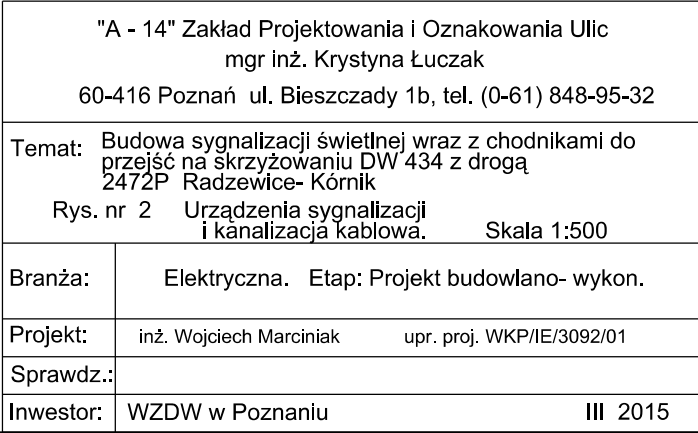 "A - 14" Zakład Projektowania i Oznakowania Ulic
mgr inż. Krystyna Łuczak
60-416 Poznań ul. Bieszczady 1b, tel. (0-61) 848-95-32
Temat: Budowa sygnalizacji świetlnej wraz z chodnikami do
przejść na skrzyżowaniu DW 434 z drogą
2472P Radzewice- Kórnik
Rys. nr 2 Urządzenia sygnalizacji
i kanalizacja kablowa. Skala 1:500
Branża: Elektryczna. Etap: Projekt budowlano- wykon.
Projekt: inż. Wojciech Marciniak upr. proj. WKP/IE/3092/01
Sprawdz.:
Inwestor: WZDW w Poznaniu III 2015